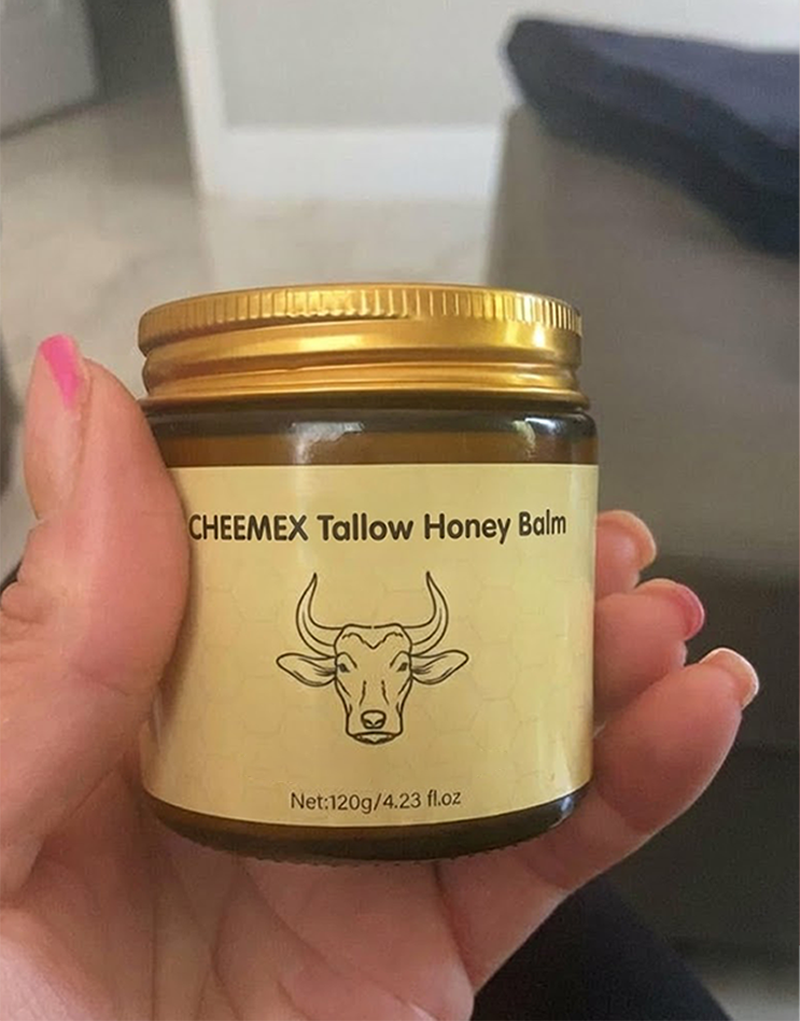 CHEEMEX Tallow Honey Balm
Net:120g/4.23 fl.oz